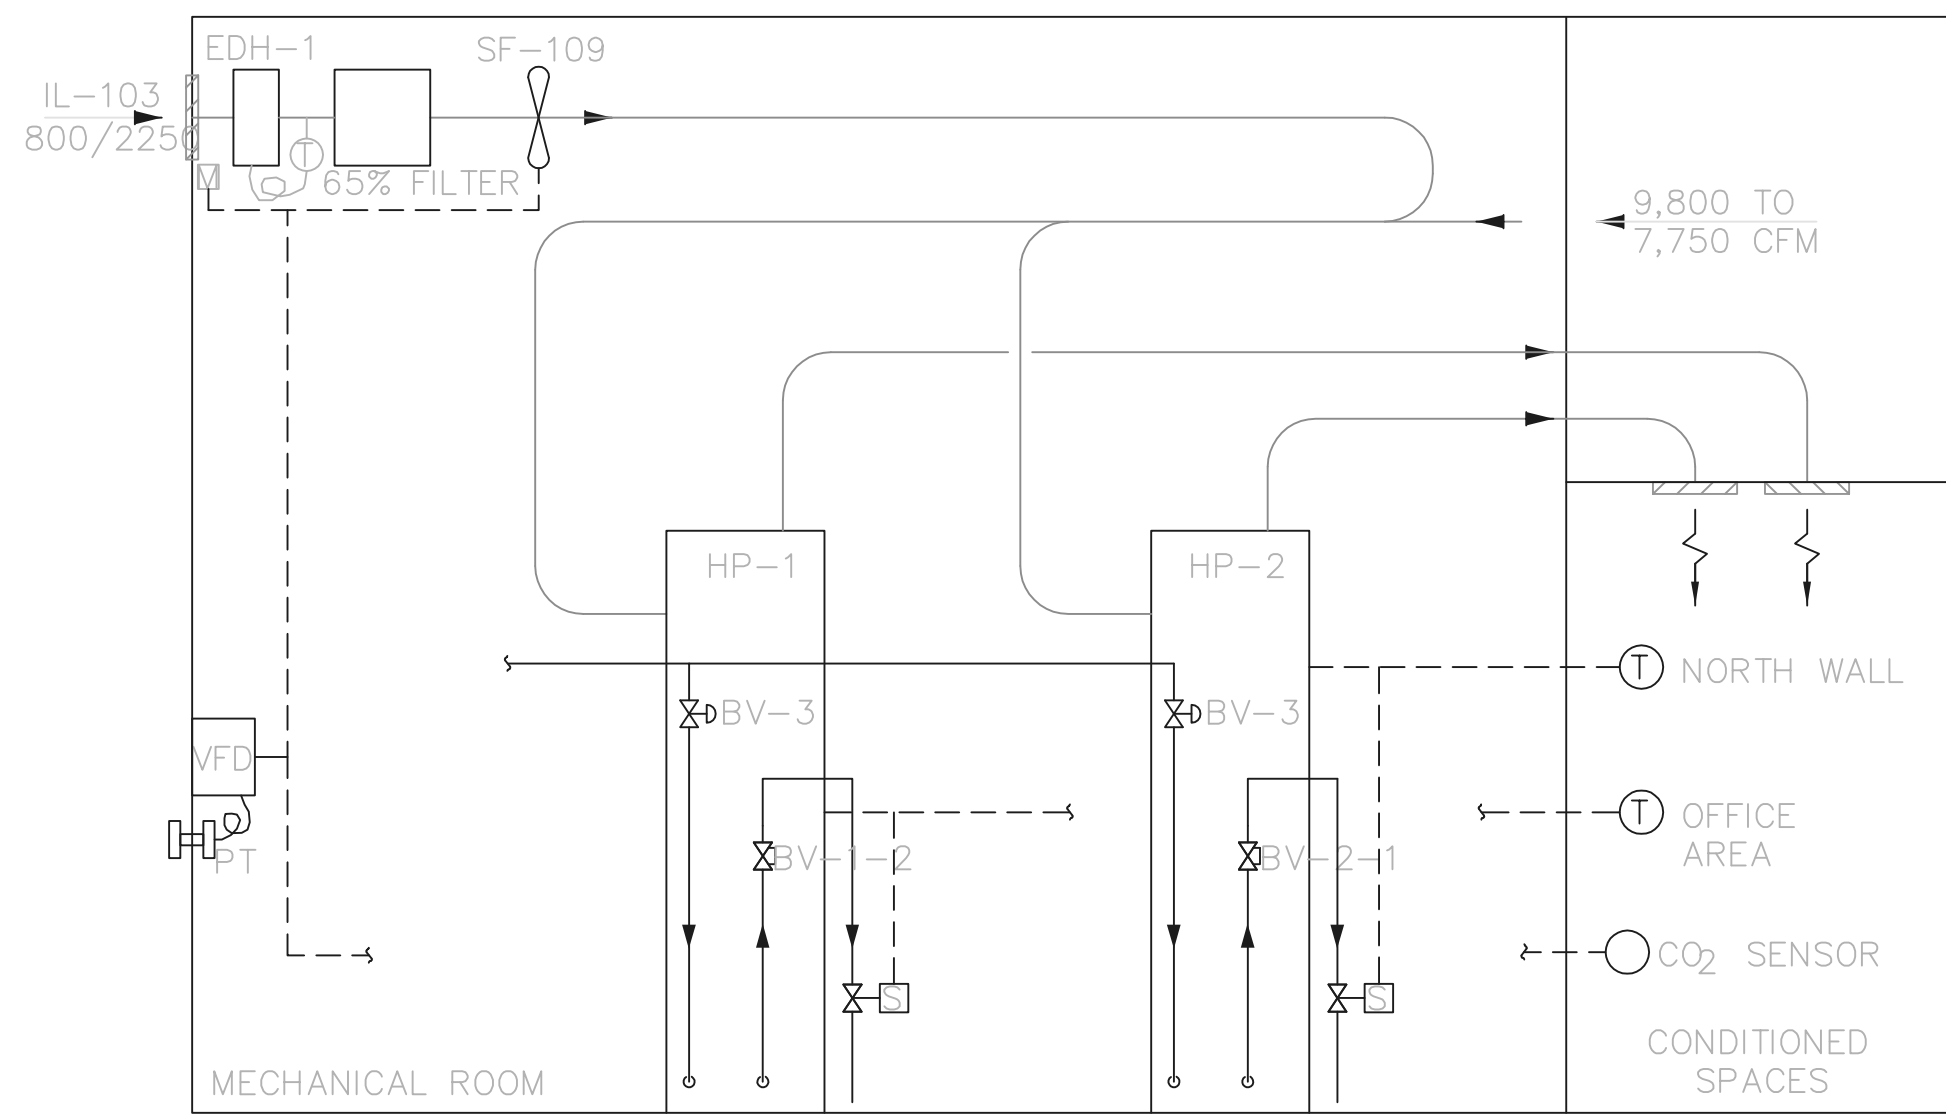 EDH-1
SF-109
IL-103
800/2250
T
M
65% FILTER
9,800 TO
7,750 CFM
HP-1
HP-2
T
NORTH WALL
BV-3
BV-3
VFD
PT
T
OFFICE
AREA
BV-1-2
BV-2-1
CO2 SENSOR
S
S
CONDITIONED
SPACES
MECHANICAL ROOM